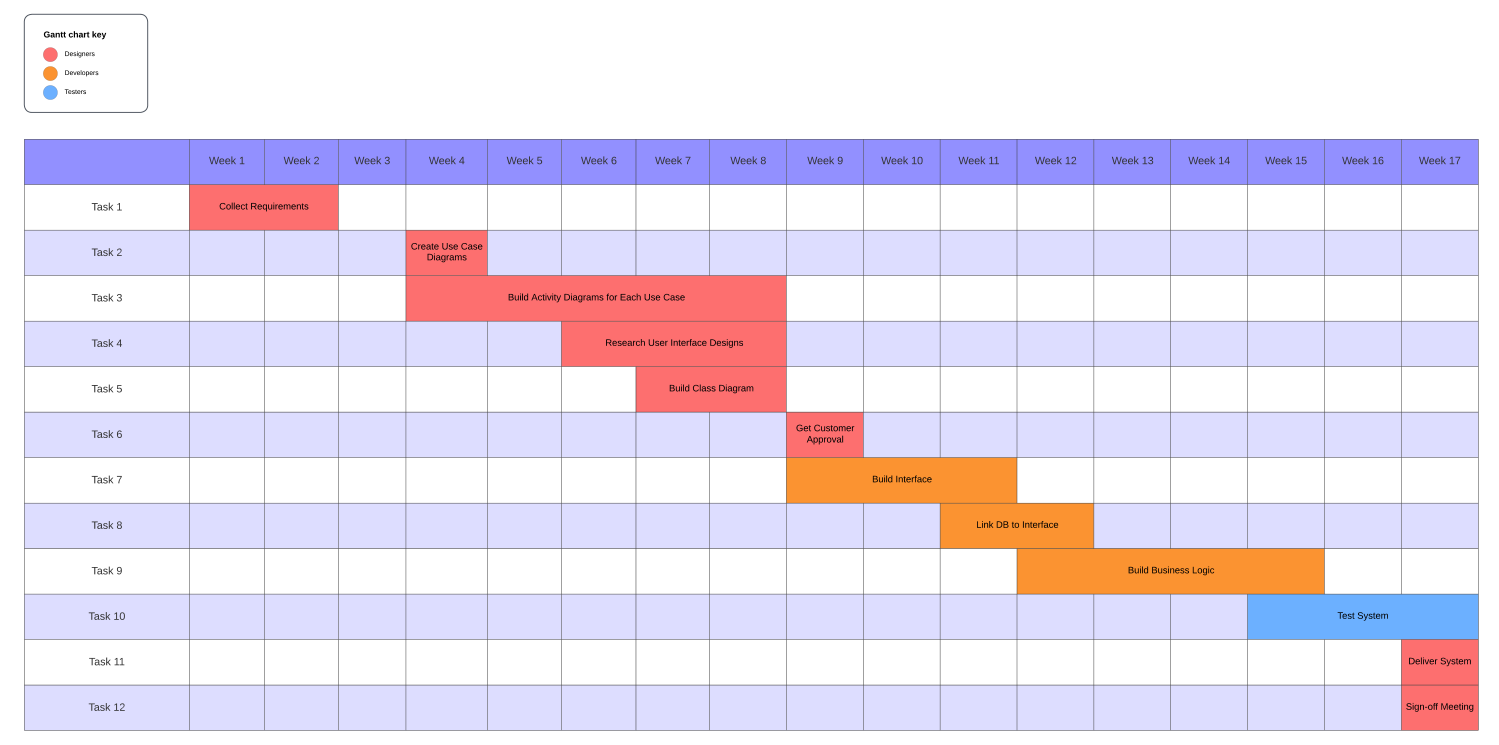 Gantt chart key
Designers
Developers
Testers
Week 1
Week 2
Week 3
Week 4
Week 5
Week 6
Week 7
Week 8
Week 9
Week 10
Week 11
Week 12
Week 13
Week 14
Week 15
Week 16
Week 17
Task 1
Collect Requirements
Task 2
Create Use Case
Diagrams
Task 3
Build Activity Diagrams for Each Use Case
Task 4
Research User Interface Designs
Task 5
Build Class Diagram
Task 6
Get Customer
Approval
Task 7
Build Interface
Task 8
Link DB to Interface
Task 9
Build Business Logic
Task 10
Test System
Task 11
Deliver System
Task 12
Sign-off Meeting